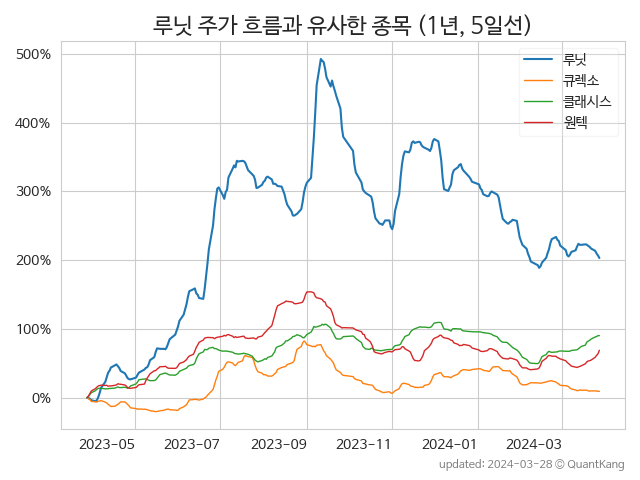 루닛 주가 흐름과 유사한 종목 (1년, 5일선)
500%
400%
300%
200%
100%
0%
루닛
큐렉소
클래시스
원텍
2023-05
2023-07
2023-09
2023-11
2024-01
2024-03
updated: 2024-03-28 ⓒ QuantKang